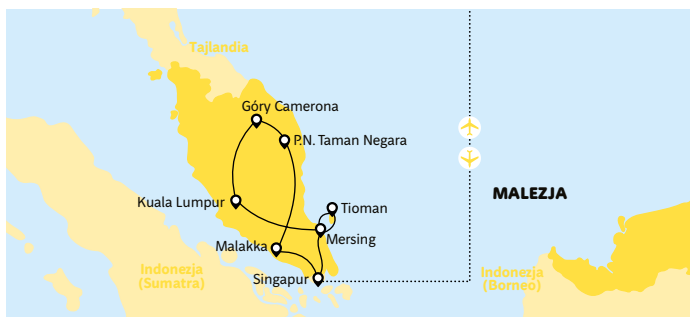 Tajlandia
Góry Camerona
P.N. Taman Negara
Kuala Lumpur
Tioman
MALEZJA
Mersing
Malakka
Indonezja
(Sumatra)
Singapur
Indonezja
(Borneo)